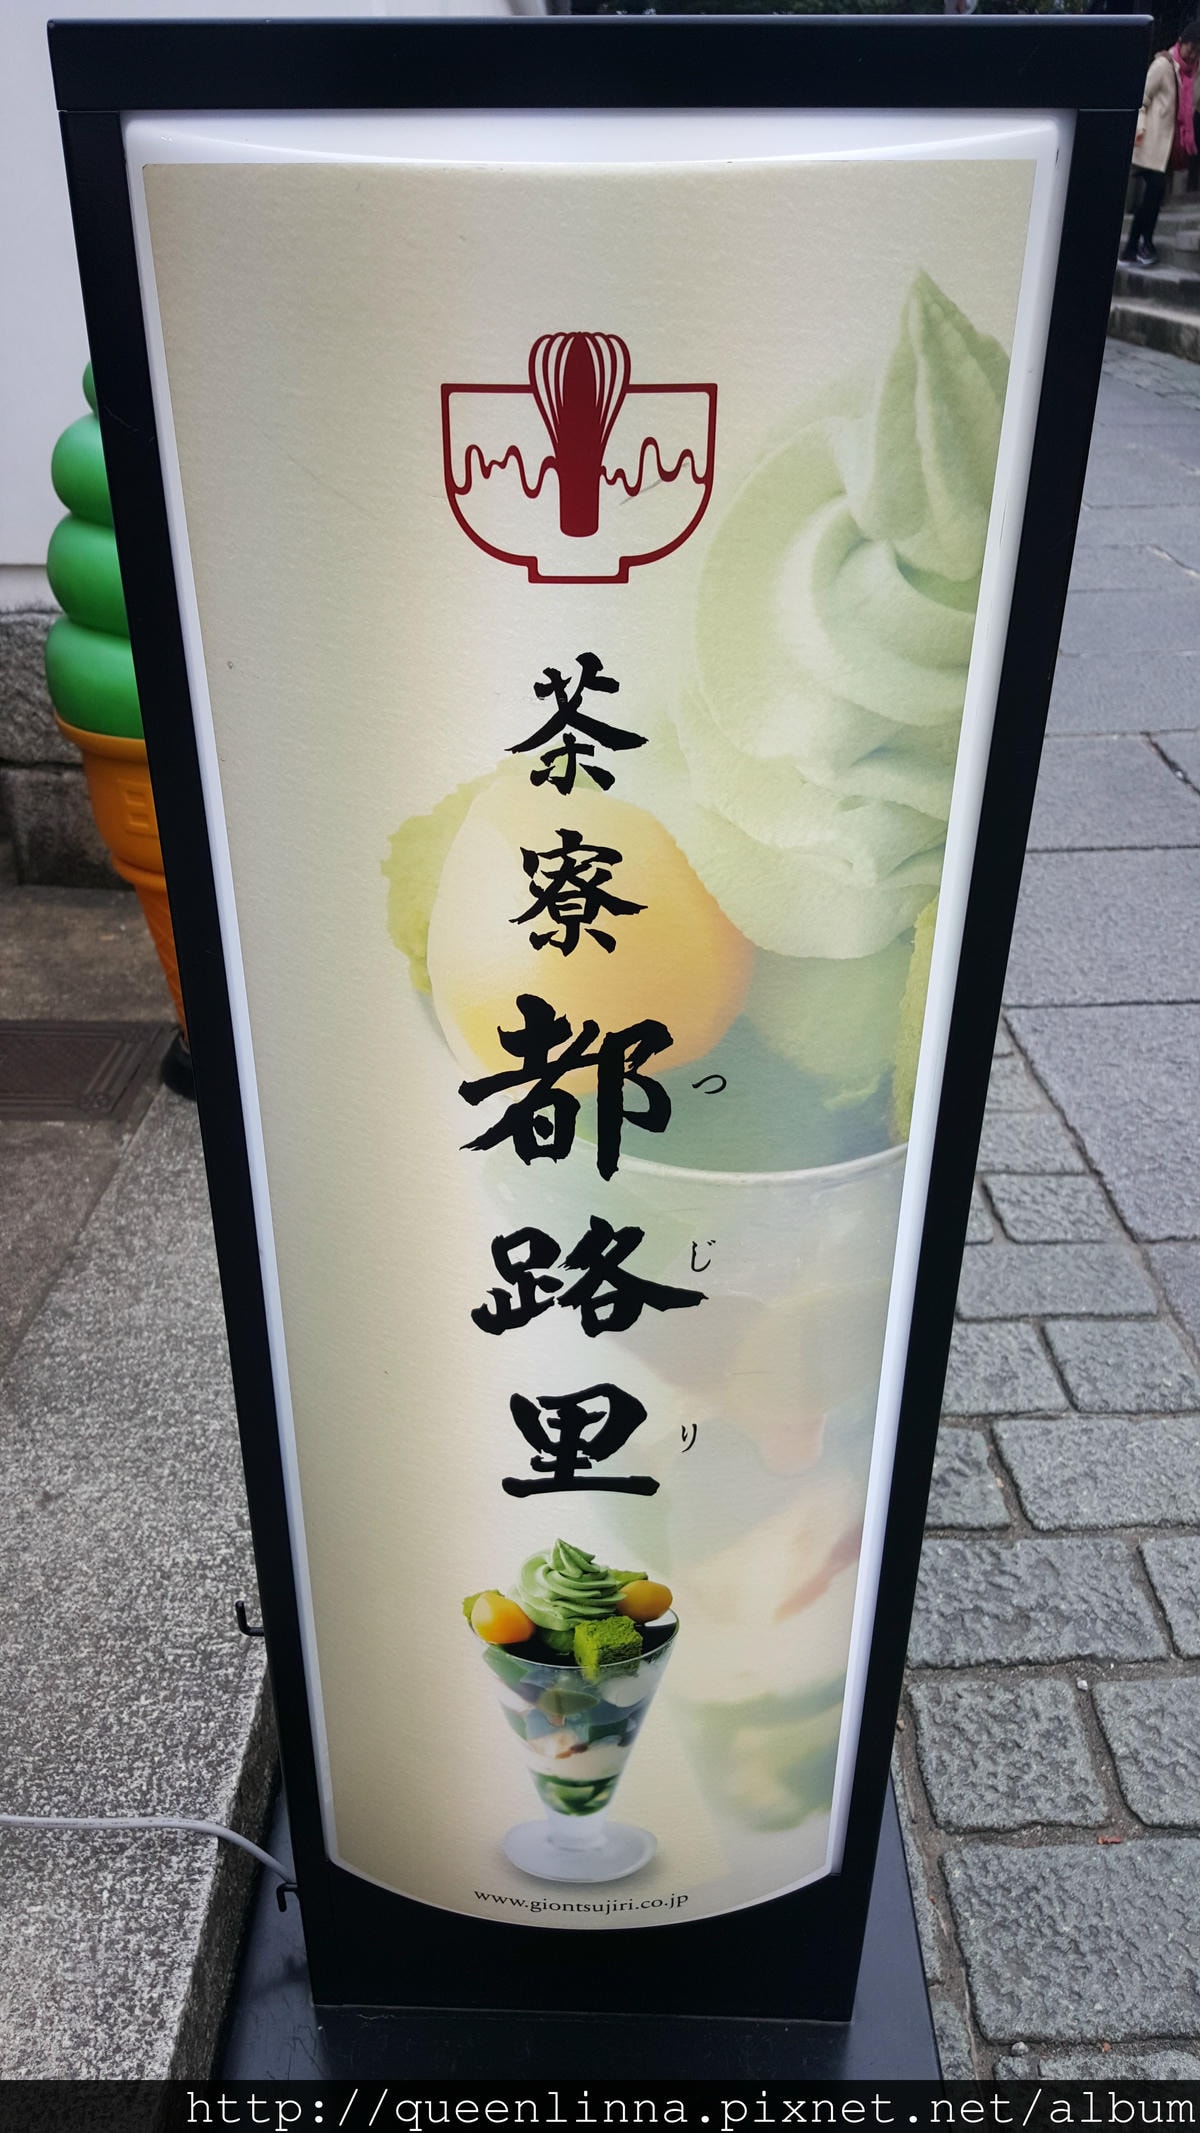 茶寮都路里
つじり
www.giontsujiri.co.jp
http://queenlinna.pixnet.net/album